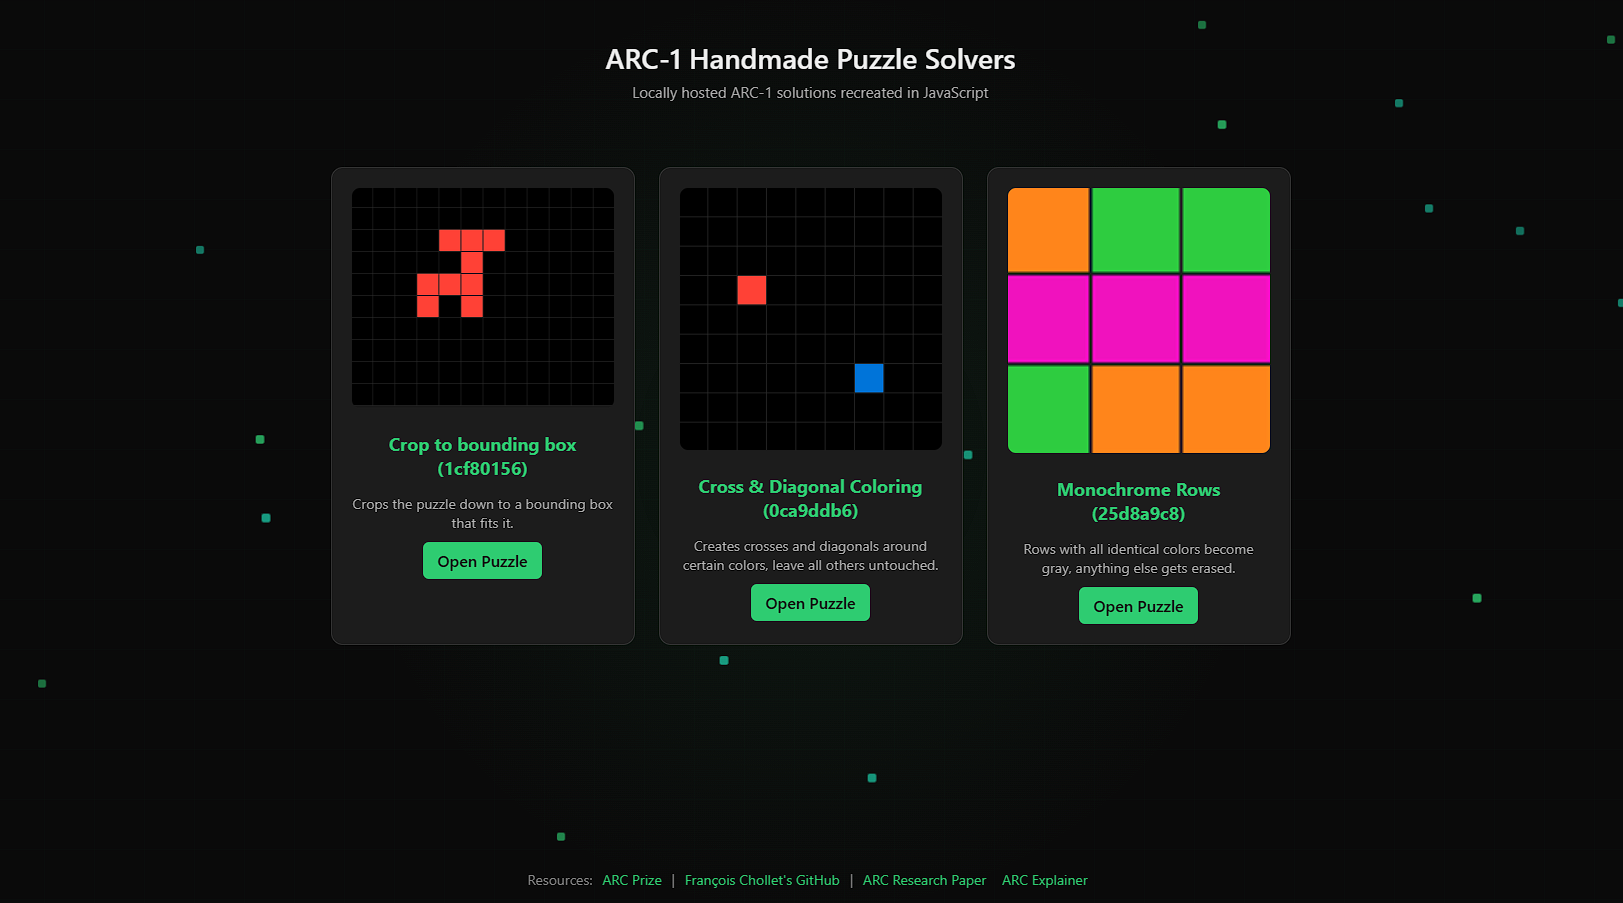 ARC-1 Handmade Puzzle Solvers
Locally hosted ARC-1 solutions recreated in JavaScript
Crop to bounding box
(1cf80156)
Crops the puzzle down to a bounding box
that fits it.
Open Puzzle
Cross & Diagonal Coloring
(0ca9ddb6)
Creates crosses and diagonals around
certain colors, leave all others untouched.
Open Puzzle
Monochrome Rows
(25d8a9c8)
Rows with all identical colors become
gray, anything else gets erased.
Open Puzzle
Resources: ARC Prize | François Chollet's GitHub | ARC Research Paper ARC Explainer